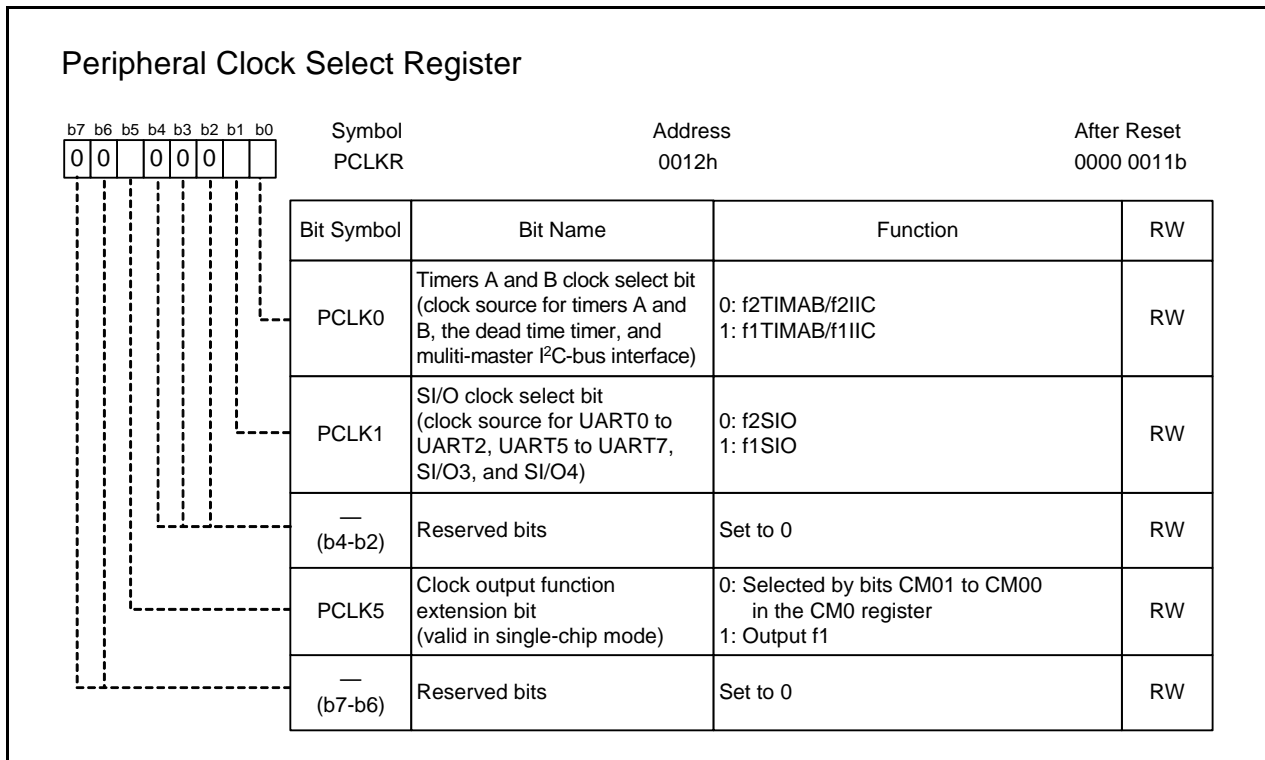 Peripheral Clock Select Register
b7 b6 b5 b4 b3 b2 b1 b0
Symbol Address After Reset
0 0 0 0 0
PCLKR 0012h 0000 0011b
Bit Symbol Bit Name Function RW
PCLK0
Timers A and B clock select bit
(clock source for timers A and
B, the dead time timer, and
muliti-master I²C-bus interface)
0: f2TIMAB/f2IIC
1: f1TIMAB/f1IIC
RW
PCLK1
SI/O clock select bit
(clock source for UART0 to
UART2, UART5 to UART7,
SI/O3, and SI/O4)
0: f2SIO
1: f1SIO
RW
—
(b4-b2)
Reserved bits
Set to 0
RW
PCLK5
Clock output function
extension bit
(valid in single-chip mode)
0: Selected by bits CM01 to CM00
in the CM0 register
1: Output f1
RW
—
(b7-b6)
Reserved bits
Set to 0
RW